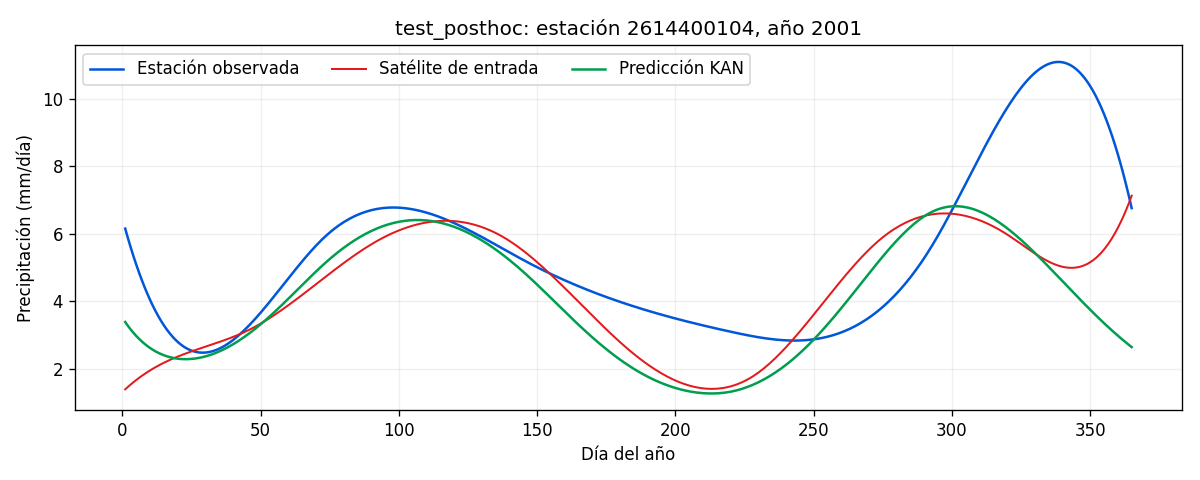 test_posthoc: estación 2614400104, año 2001
Estación observada Satélite de entrada Predicción KAN
Precipitación (mm/día)
10
8
6
4
2
0 50 100 150 200 250 300 350
Día del año